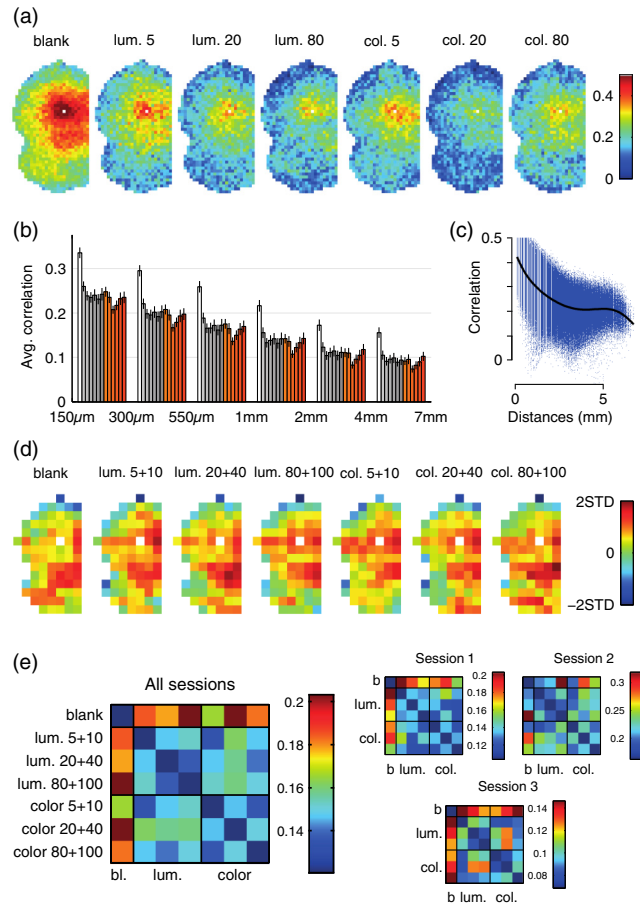 (a)
blank lum. 5 lum. 20 lum. 80 col. 5 col. 20 col. 80
0.4
0.2
0
(b)
Avg. correlation
0.3
0.2
0.1
0
150µm 300µm 550µm 1mm 2mm 4mm 7mm
(c)
Correlation
0.5
0
0 5
Distances (mm)
(d)
blank lum. 5+10 lum. 20+40 lum. 80+100 col. 5+10 col. 20+40 col. 80+100
2STD
0
−2STD
(e)
All sessions
blank
lum. 5+10
lum. 20+40
lum. 80+100
color 5+10
color 20+40
color 80+100
bl. lum. color
0.2
0.18
0.16
0.14
Session 1
b
lum.
col.
b lum. col.
0.2
0.18
0.16
0.14
0.12
Session 2
b lum. col.
0.3
0.2
Session 3
b
lum.
col.
b lum. col.
0.14
0.12
0.1
0.08